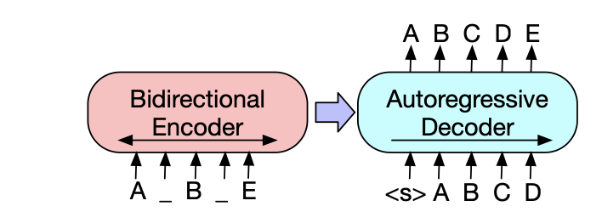 A B C D E
Bidirectional
Encoder
Autoregressive
Decoder
A _ B _ E
<s> A B C D